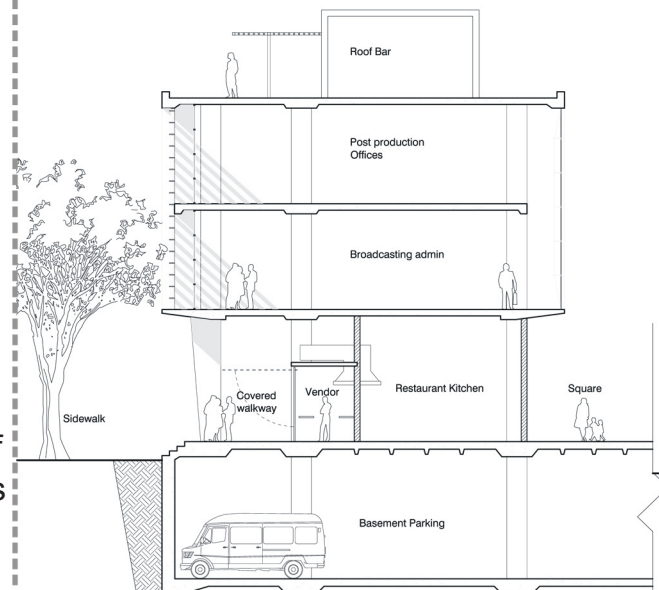 Roof Bar
Post production
Offices
Broadcasting admin
Covered
walkway
Vendor
Restaurant Kitchen
Square
Sidewalk
Basement Parking